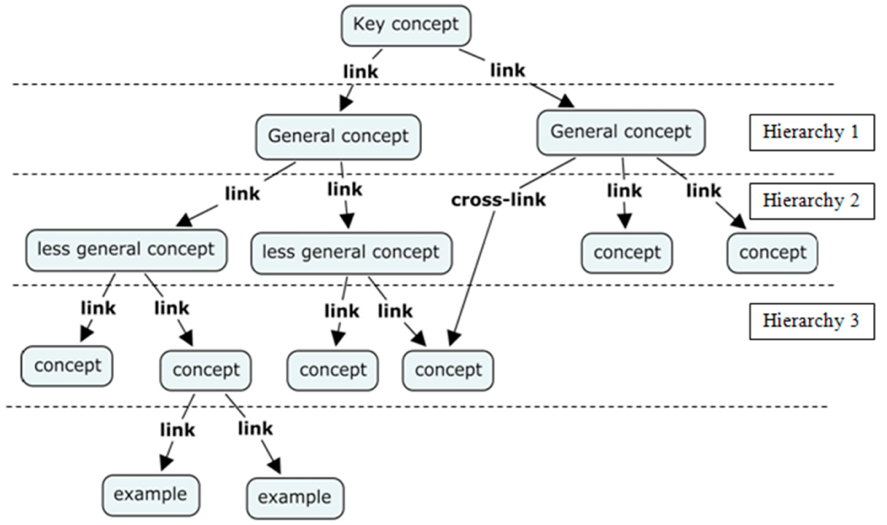 Key concept
link
link
General concept
General concept
Hierarchy 1
link
link
cross-link
link
link
Hierarchy 2
less general concept
less general concept
concept
concept
link
link
link
link
Hierarchy 3
concept
concept
concept
concept
link
link
example
example